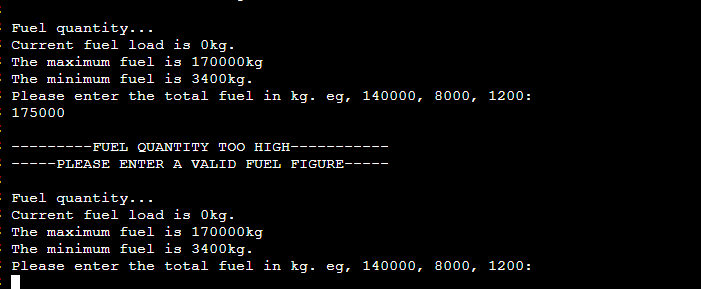 Fuel quantity...
Current fuel load is 0kg.
The maximum fuel is 170000kg
The minimum fuel is 3400kg.
Please enter the total fuel in kg. eg, 140000, 8000, 1200:
175000
---------FUEL QUANTITY TOO HIGH-----------
-----PLEASE ENTER A VALID FUEL FIGURE-----
Fuel quantity...
Current fuel load is 0kg.
The maximum fuel is 170000kg
The minimum fuel is 3400kg.
Please enter the total fuel in kg. eg, 140000, 8000, 1200: